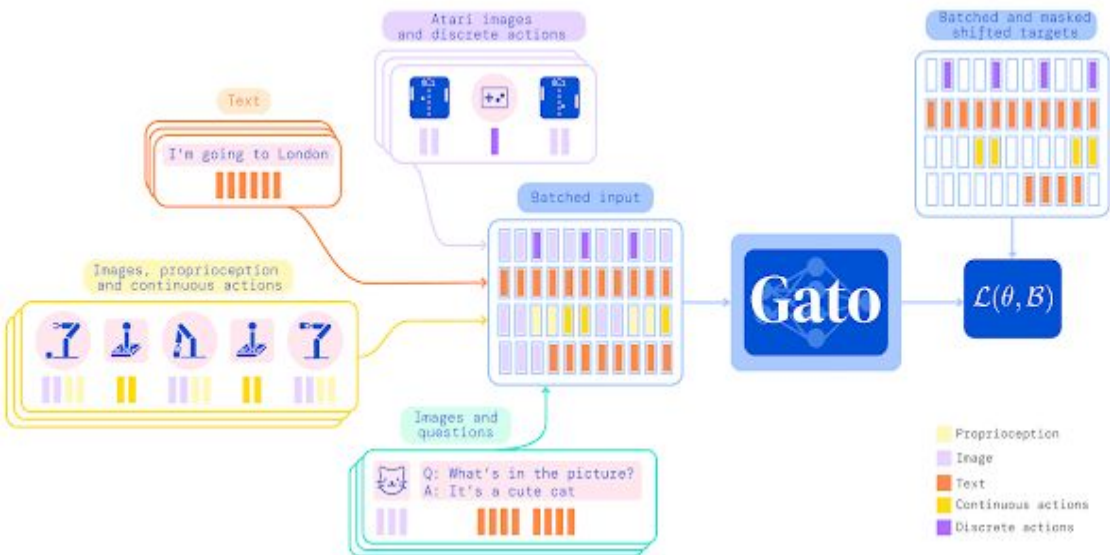 Atari images
and discrete actions
Batched and masked
shifted targets
Text
I'm going to London
Batched input
Images, proprioception
and continuous actions
Gato
ℒ(θ, ℬ)
Images and
questions
Q: What's in the picture?
A: It's a cute cat
Proprioception
Image
Text
Continuous actions
Discrete actions